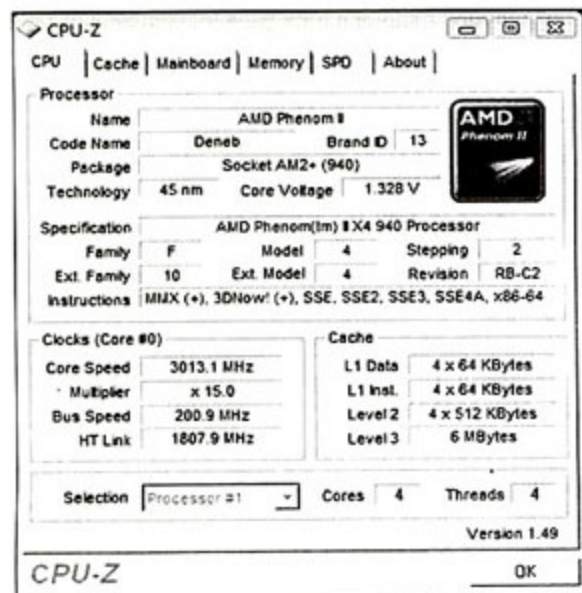 CPU-Z
CPU Cache Mainboard Memory SPD About
Processor
Name AMD Phenom II
Code Name Deneb Brand ID 13
Package Socket AM2+ (940)
Technology 45 nm Core Voltage 1.328 V
AMD
Phenom II
Specification AMD Phenom(tm) II X4 940 Processor
Family F Model 4 Stepping 2
Ext. Family 10 Ext. Model 4 Revision RB-C2
Instructions MMX (+), 3DNow! (+), SSE, SSE2, SSE3, SSE4A, x86-64
Clocks (Core #0)
Core Speed 3013.1 MHz
Multiplier x 15.0
Bus Speed 200.9 MHz
HT Link 1807.9 MHz
Cache
L1 Data 4 x 64 KBytes
L1 Inst. 4 x 64 KBytes
Level 2 4 x 512 KBytes
Level 3 6 MBytes
Selection Processor #1 Cores 4 Threads 4
Version 1.49
CPU-Z OK